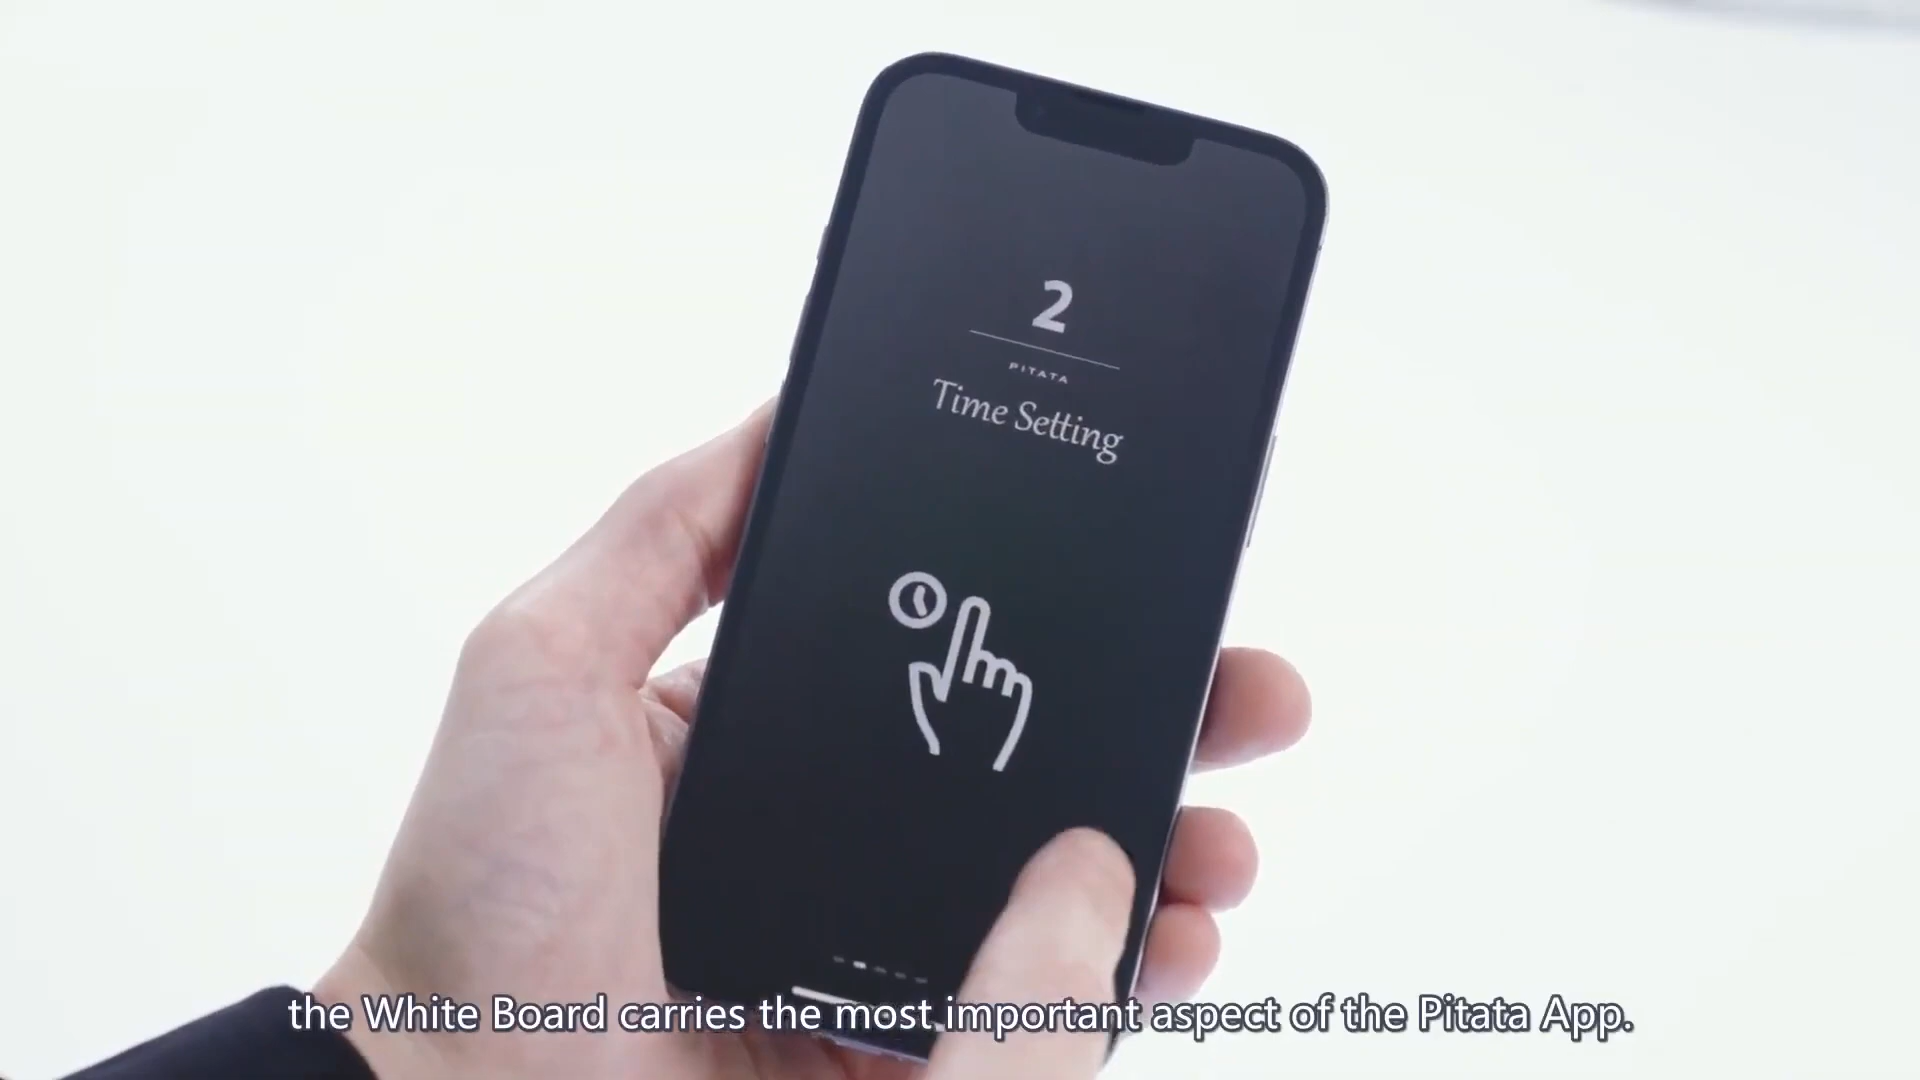 2
PITATA
Time Setting
the White Board carries the most important aspect of the Pitata App.